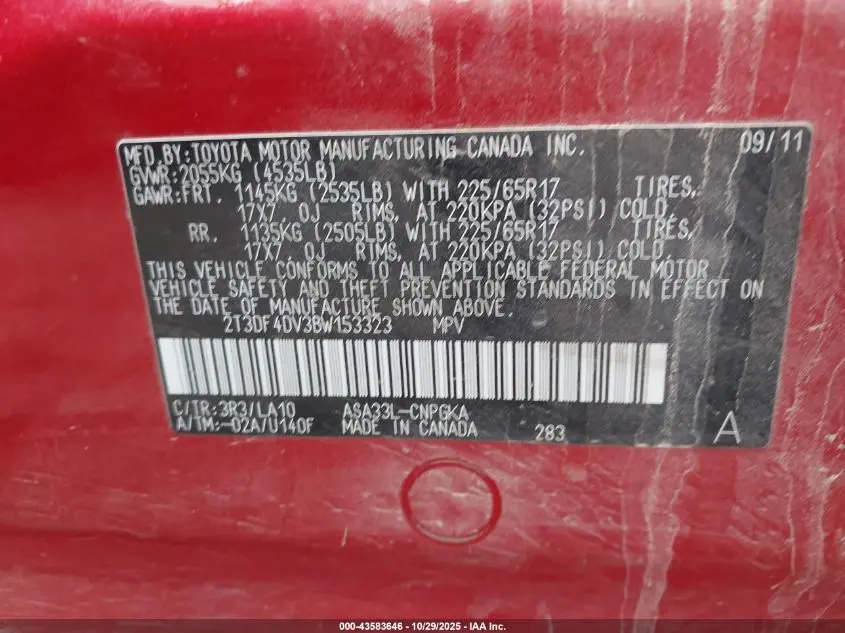 MFD.BY:TOYOTA MOTOR MANUFACTURING CANADA INC. 09/11
GVWR:2055KG (4535LB)
GAWR:FRT. 1145KG (2535LB) WITH 225/65R17 TIRES,
17X7. 0J RIMS, AT 220KPA (32PSI) COLD.
RR. 1135KG (2505LB) WITH 225/65R17 TIRES,
17X7. 0J RIMS, AT 220KPA (32PSI) COLD.
THIS VEHICLE CONFORMS TO ALL APPLICABLE FEDERAL MOTOR
VEHICLE SAFETY AND THEFT PREVENTION STANDARDS IN EFFECT ON
THE DATE OF MANUFACTURE SHOWN ABOVE.
2T3DF4DV3BW153323 MPV
C/TR:3R3/LA10 ASA33L-CNPGKA
A/TM:-02A/U140F MADE IN CANADA 283 A
000-43583646 - 10/29/2025 - IAA Inc.